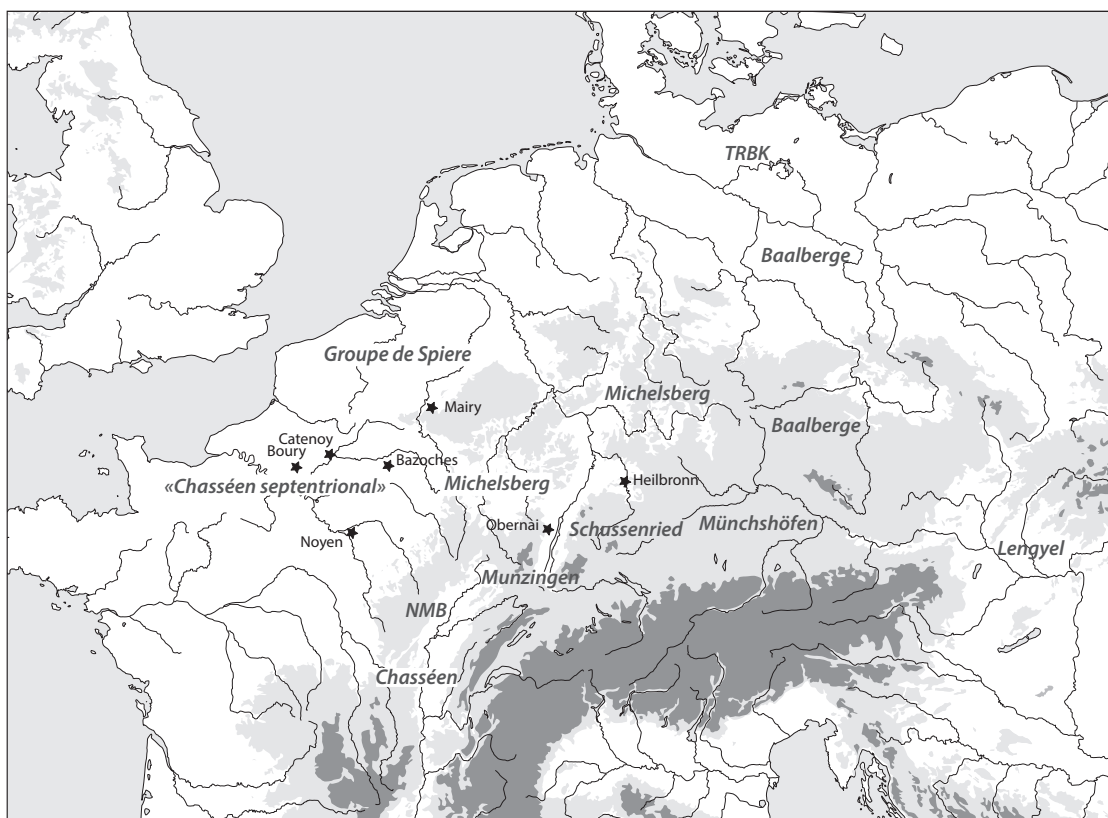 TRBK
Baalberge
Groupe de Spiere
Michelsberg
Mairy
Baalberge
Catenoy
Boury
Bazoches
«Chasséen septentrional»
Michelsberg
Heilbronn
Obernai
Schussenried
Münchshöfen
Noyen
Lengyel
Munzingen
NMB
Chasséen